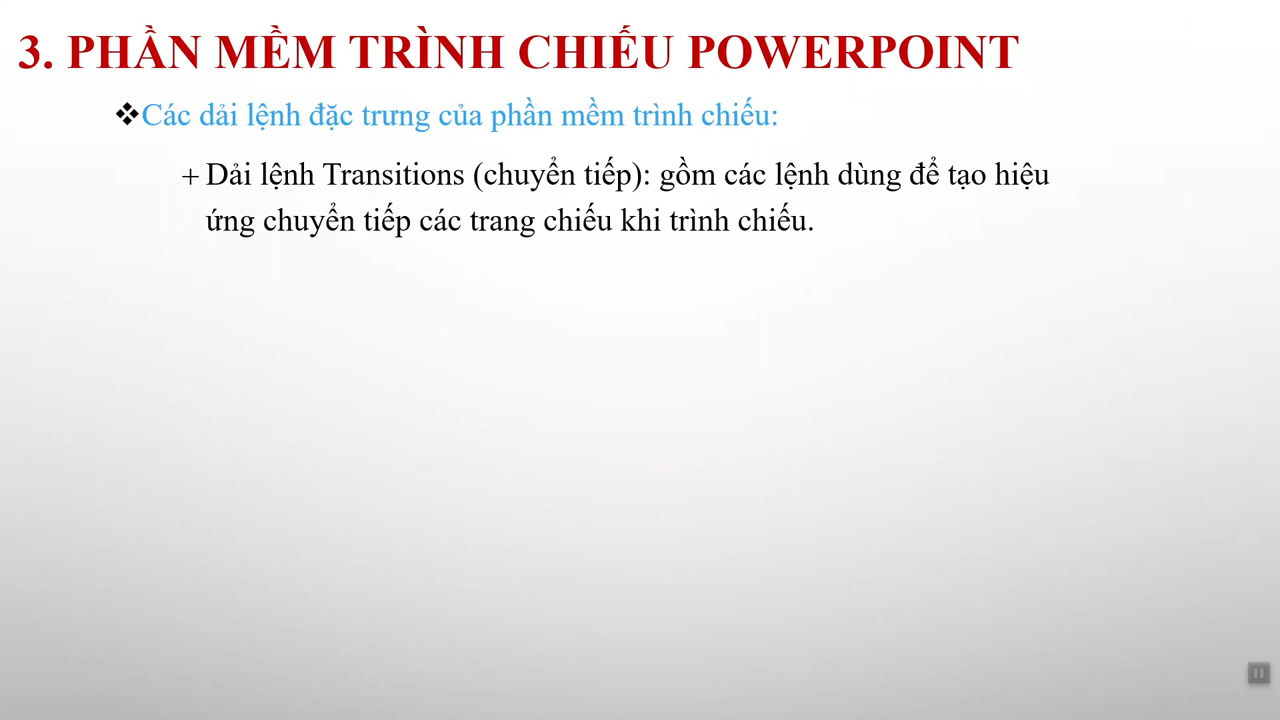 3. PHẦN MỀM TRÌNH CHIẾU POWERPOINT
❖Các dải lệnh đặc trưng của phần mềm trình chiếu:
+ Dải lệnh Transitions (chuyển tiếp): gồm các lệnh dùng để tạo hiệu
ứng chuyển tiếp các trang chiếu khi trình chiếu.